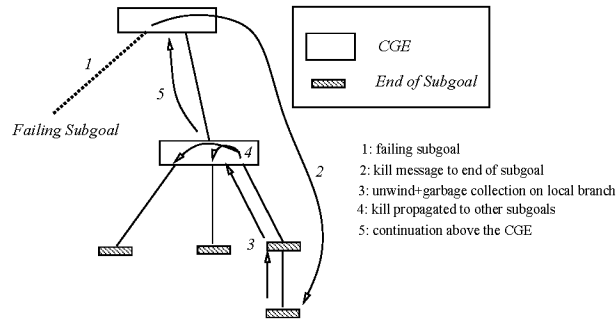 CGE
End of Subgoal
1
5
Failing Subgoal
4
2
3
1: failing subgoal
2: kill message to end of subgoal
3: unwind+garbage collection on local branch
4: kill propagated to other subgoals
5: continuation above the CGE